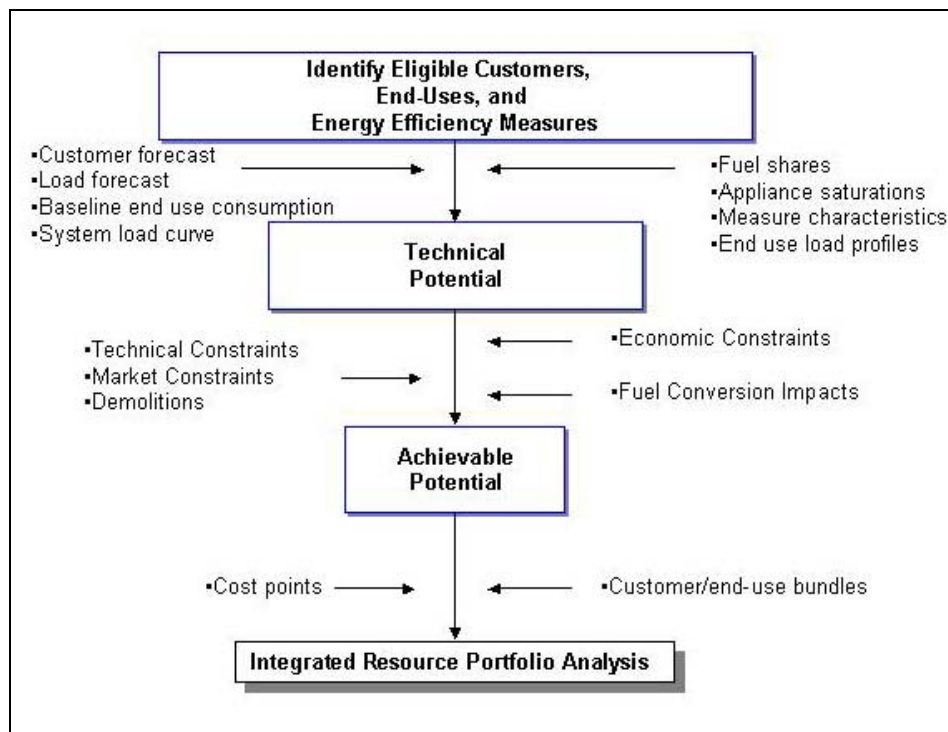 Identify Eligible Customers,
End-Uses, and
Energy Efficiency Measures
▪Customer forecast
▪Load forecast
▪Baseline end use consumption
▪System load curve
▪Fuel shares
▪Appliance saturations
▪Measure characteristics
▪End use load profiles
Technical
Potential
▪Technical Constraints
▪Market Constraints
▪Demolitions
▪Economic Constraints
▪Fuel Conversion Impacts
Achievable
Potential
▪Cost points
▪Customer/end-use bundles
Integrated Resource Portfolio Analysis